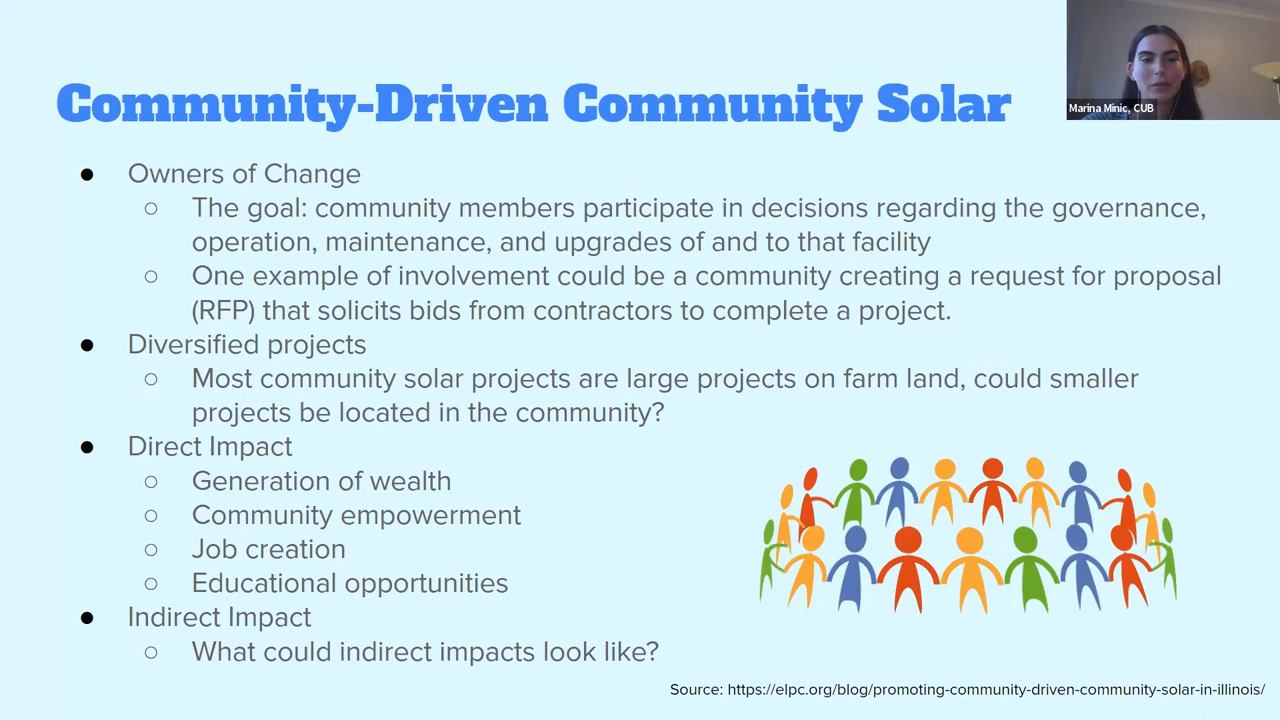 Community-Driven Community Solar
Marina Minic, CUB
● Owners of Change
○ The goal: community members participate in decisions regarding the governance,
operation, maintenance, and upgrades of and to that facility
○ One example of involvement could be a community creating a request for proposal
(RFP) that solicits bids from contractors to complete a project.
● Diversified projects
○ Most community solar projects are large projects on farm land, could smaller
projects be located in the community?
● Direct Impact
○ Generation of wealth
○ Community empowerment
○ Job creation
○ Educational opportunities
● Indirect Impact
○ What could indirect impacts look like?
Source: https://elpc.org/blog/promoting-community-driven-community-solar-in-illinois/